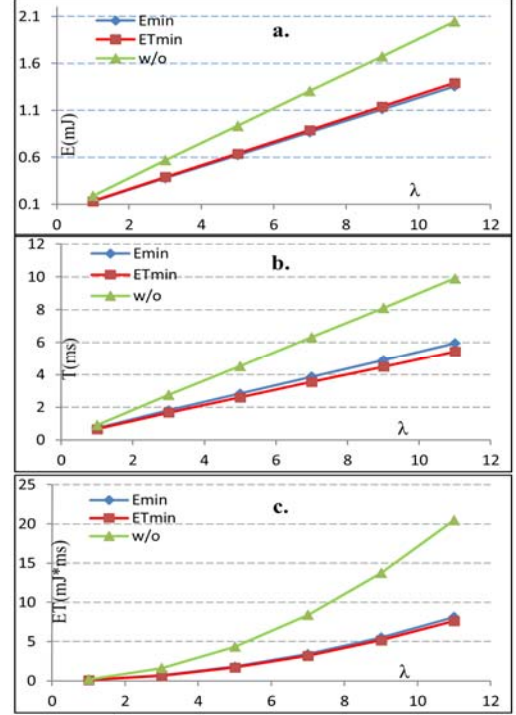 2.1
1.6
1.1
0.6
0.1
E(mJ)
Emin
ETmin
w/o
a.
λ
0 2 4 6 8 10 12
12
10
8
6
4
2
0
T(ms)
Emin
ETmin
w/o
b.
λ
0 2 4 6 8 10 12
25
20
15
10
5
0
ET(mJ*ms)
Emin
ETmin
w/o
c.
λ
0 2 4 6 8 10 12